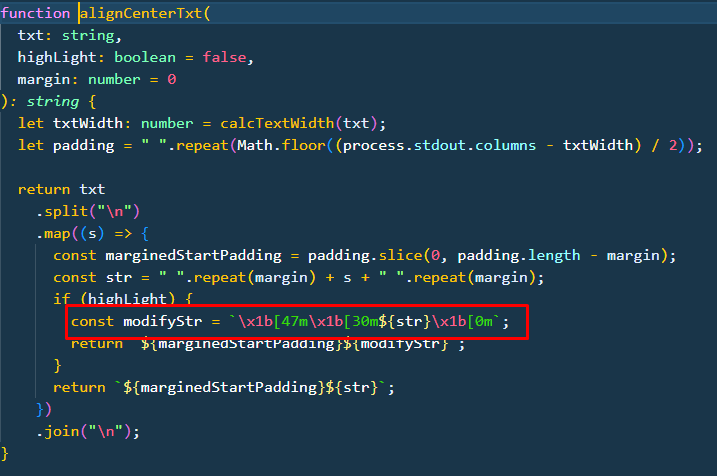 function alignCenterTxt(
  txt: string,
  highLight: boolean = false,
  margin: number = 0
): string {
  let txtWidth: number = calcTextWidth(txt);
  let padding = " ".repeat(Math.floor((process.stdout.columns - txtWidth) / 2));

  return txt
    .split("\n")
    .map((s) => {
      const marginedStartPadding = padding.slice(0, padding.length - margin);
      const str = " ".repeat(margin) + s + " ".repeat(margin);
      if (highLight) {
        const modifyStr = `\x1b[47m\x1b[30m${str}\x1b[0m`;
        return `${marginedStartPadding}${modifyStr}`;
      }
      return `${marginedStartPadding}${str}`;
    })
    .join("\n");
}